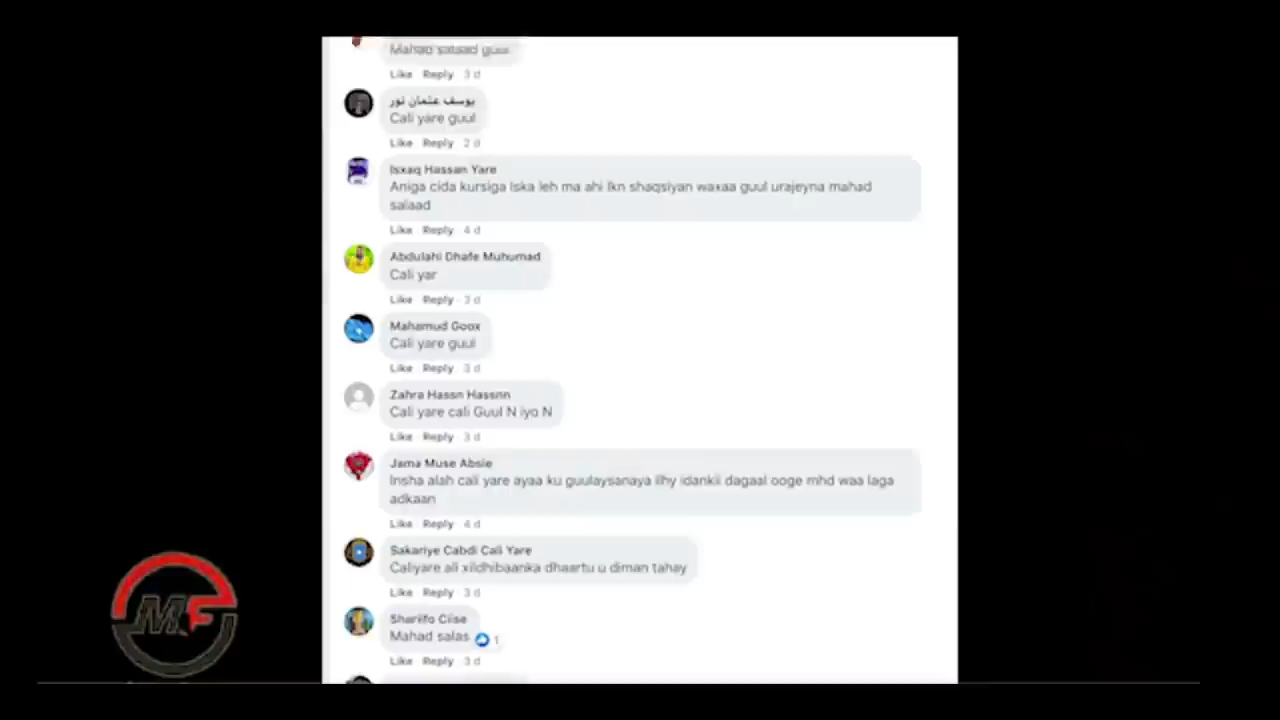 Mahad salaad guul
Like Reply 3 d
يوسف عثمان نور
Cali yare guul
Like Reply 2 d
Isxaq Hassan Yare
Aniga cida kursiga iska leh ma ahi lkn shaqsiyan waxaa guul urajeyna mahad
salaad
Like Reply 4 d
Abdulahi Dhafe Muhumad
Cali yar
Like Reply 3 d
Mahamud Goox
Cali yare guul
Like Reply 3 d
Zahra Hassn Hassnn
Cali yare cali Guul N iyo N
Like Reply 3 d
Jama Muse Absie
Insha alah cali yare ayaa ku guulaysanaya ilhy idankii dagaal ooge mhd waa laga
adkaan
Like Reply 4 d
Sakariye Cabdi Cali Yare
Caliyare ali xildhibaanka dhaartu u diman tahay
Like Reply 3 d
Shariifo Ciise
Mahad salas 1
Like Reply 3 d
MF